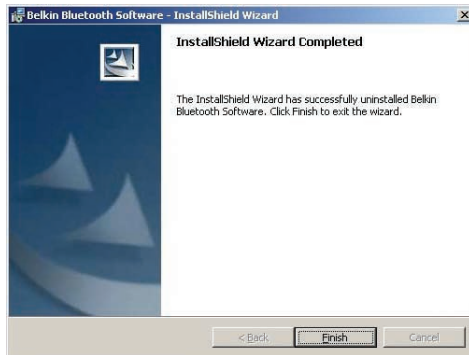 Belkin Bluetooth Software - InstallShield Wizard
InstallShield Wizard Completed
The InstallShield Wizard has successfully uninstalled Belkin
Bluetooth Software. Click Finish to exit the wizard.
< Back
Finish
Cancel